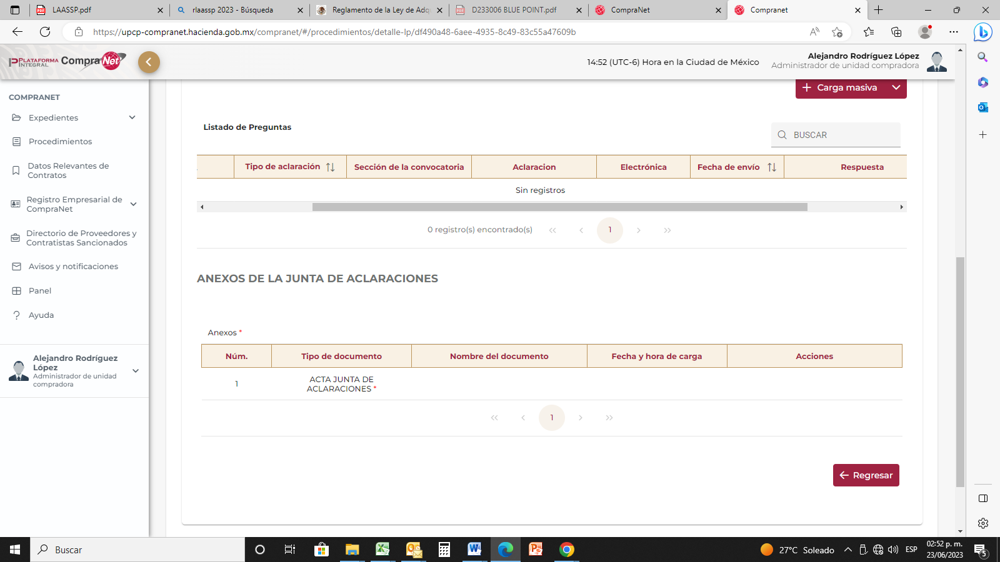 LAASSP.pdf
rlaassp 2023 - Búsqueda
Reglamento de la Ley de Adq
D233006 BLUE POINT.pdf
CompraNet
Compranet
https://upcp-compranet.hacienda.gob.mx/compranet/#/procedimientos/detalle-lp/df490a48-6aee-4935-8c49-83c55a47609b
PLATAFORMA
INTEGRAL
CompraNet
14:52 (UTC-6) Hora en la Ciudad de México
Alejandro Rodríguez López
Administrador de unidad compradora
COMPRANET
Expedientes
Procedimientos
Datos Relevantes de
Contratos
Registro Empresarial de
CompraNet
Directorio de Proveedores y
Contratistas Sancionados
Avisos y notificaciones
Panel
Ayuda
Alejandro Rodríguez
López
Administrador de unidad
compradora
+ Carga masiva
Listado de Preguntas
BUSCAR
Tipo de aclaración
Sección de la convocatoria
Aclaracion
Electrónica
Fecha de envío
Respuesta
Sin registros
0 registro(s) encontrado(s)
<< < 1 > >>
ANEXOS DE LA JUNTA DE ACLARACIONES
Anexos *
Núm.
Tipo de documento
Nombre del documento
Fecha y hora de carga
Acciones
1
ACTA JUNTA DE
ACLARACIONES *
<< < 1 > >>
Regresar
Buscar
27°C Soleado
ESP
02:52 p. m.
23/06/2023
5